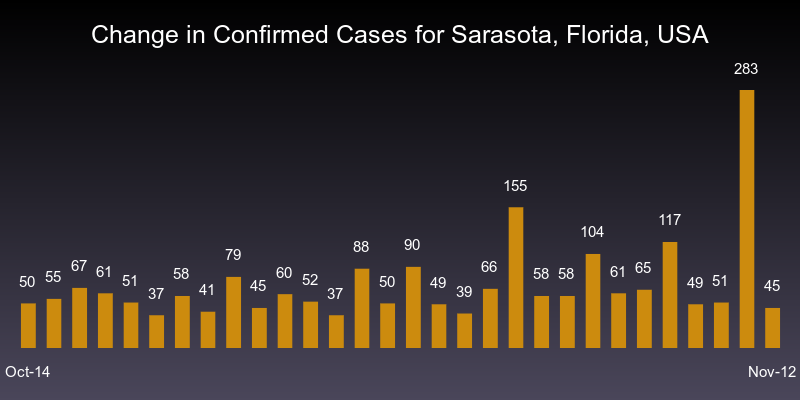 Change in Confirmed Cases for Sarasota, Florida, USA
50 55 67 61 51 37 58 41 79 45 60 52 37 88 50 90 49 39 66 155 58 58 104 61 65 117 49 51 283 45
Oct-14 Nov-12